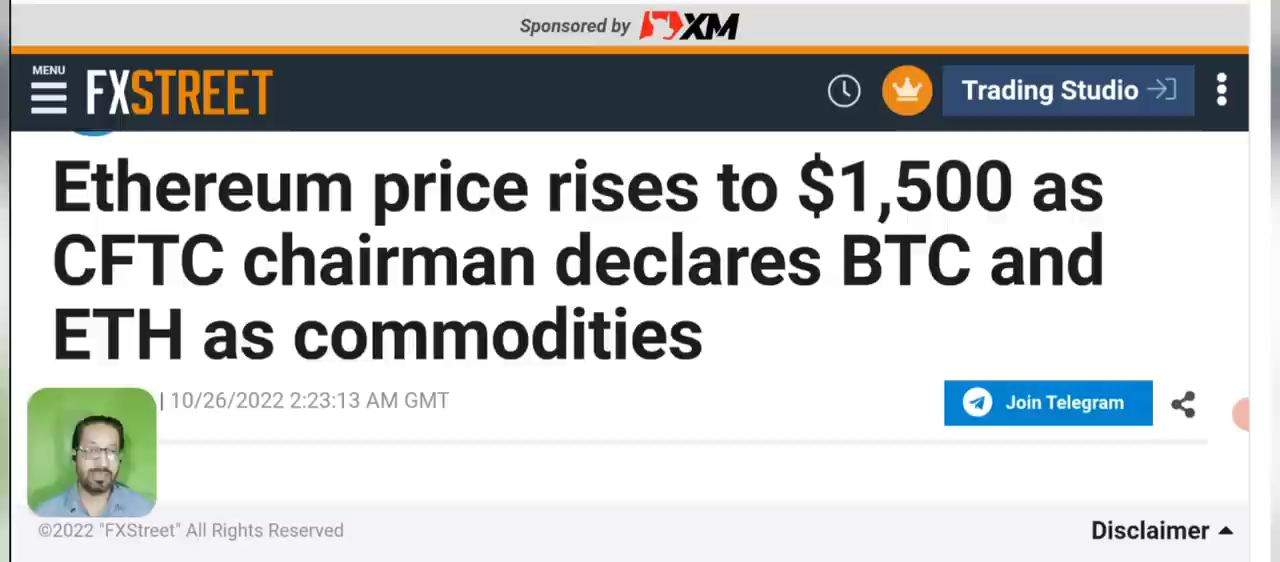 Sponsored by XM
MENU
FXSTREET
Trading Studio
Ethereum price rises to $1,500 as
CFTC chairman declares BTC and
ETH as commodities
| 10/26/2022 2:23:13 AM GMT
Join Telegram
©2022 "FXStreet" All Rights Reserved
Disclaimer